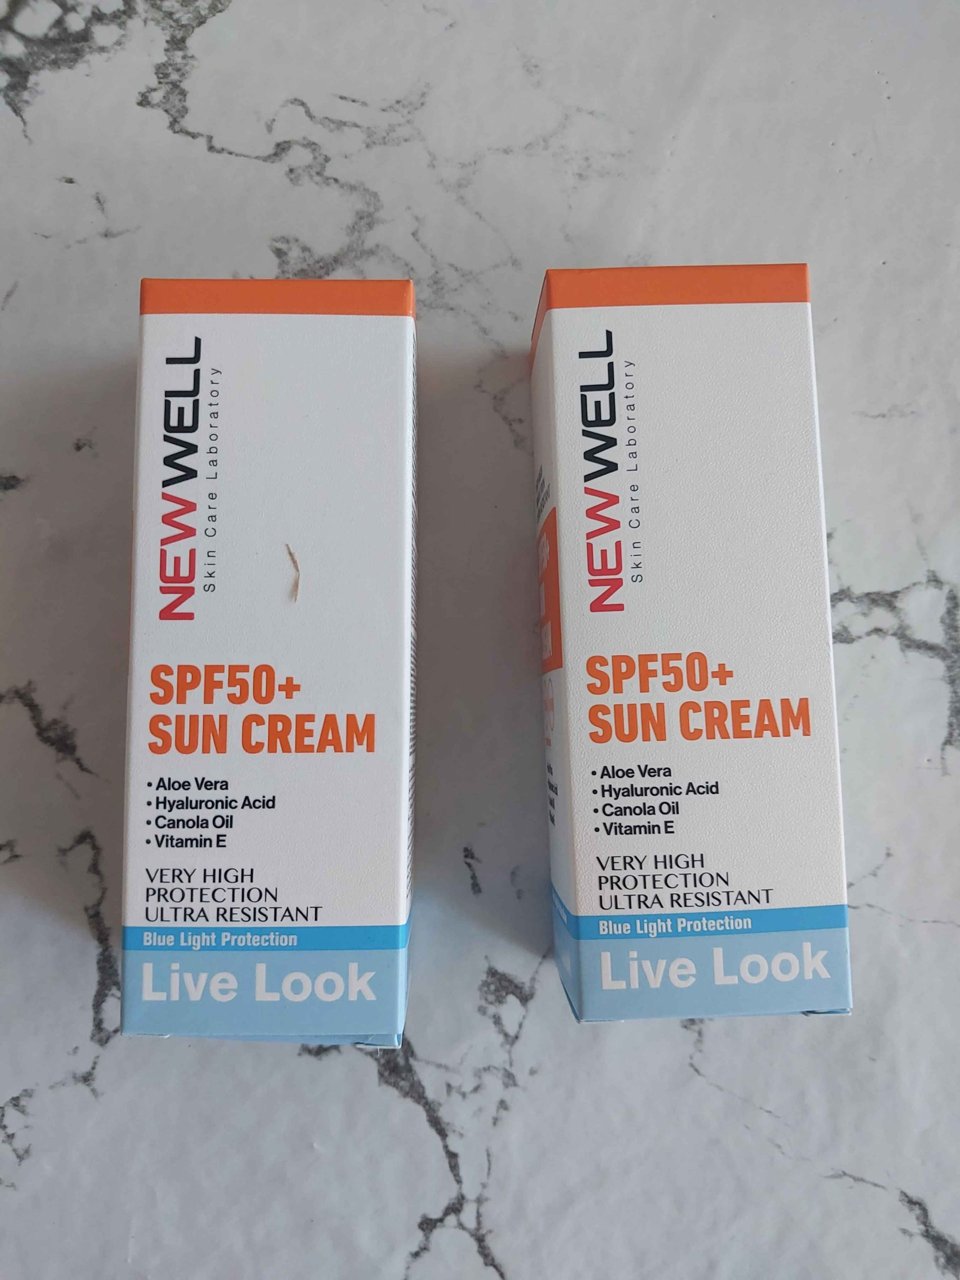 NEWWELL
Skin Care Laboratory
SPF50+
SUN CREAM
• Aloe Vera
• Hyaluronic Acid
• Canola Oil
• Vitamin E
VERY HIGH
PROTECTION
ULTRA RESISTANT
Blue Light Protection
Live Look
NEWWELL
Skin Care Laboratory
SPF50+
SUN CREAM
• Aloe Vera
• Hyaluronic Acid
• Canola Oil
• Vitamin E
VERY HIGH
PROTECTION
ULTRA RESISTANT
Blue Light Protection
Live Look